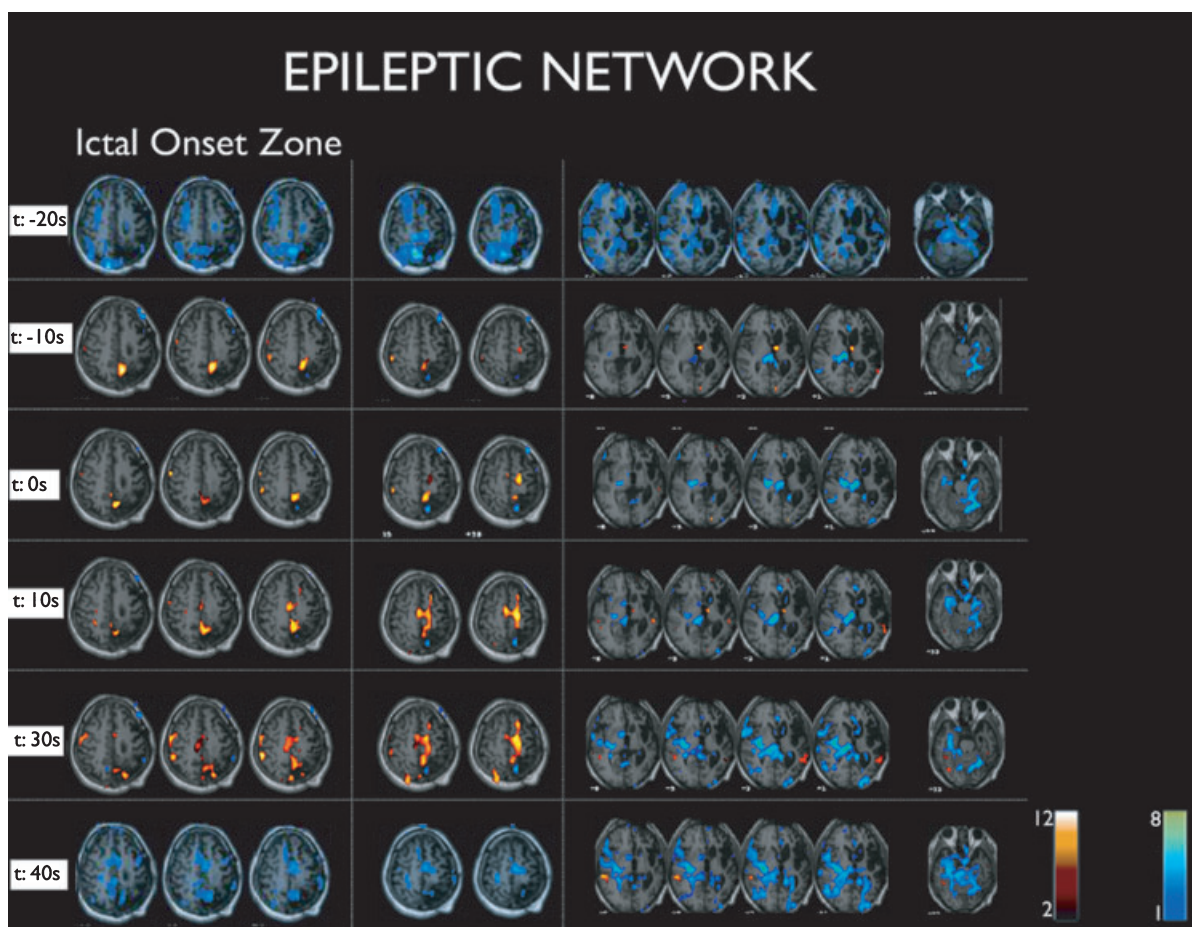 EPILEPTIC NETWORK
Ictal Onset Zone
t: -20s
t: -10s
t: 0s
t: 10s
t: 30s
t: 40s
12
8
2
1